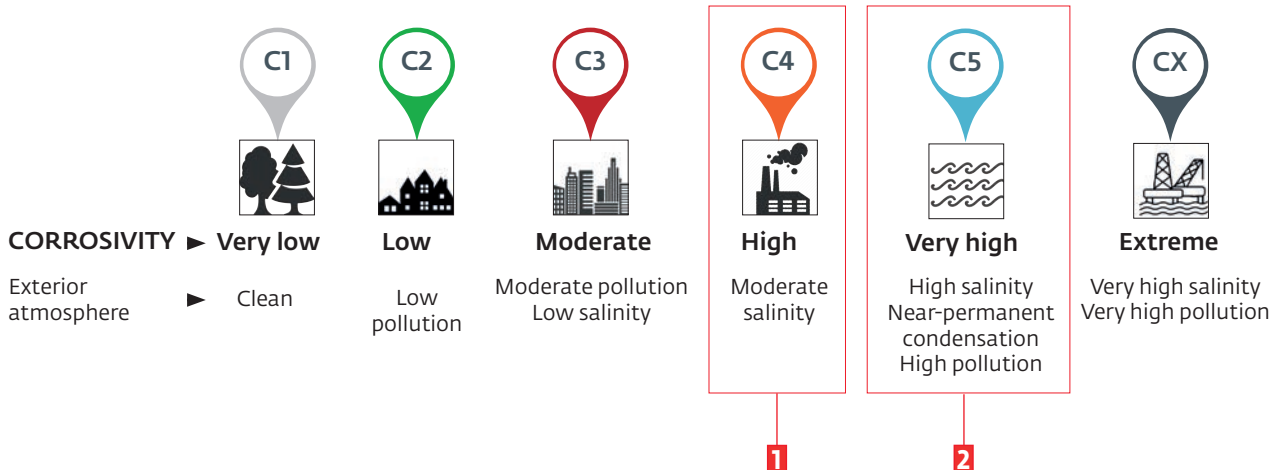 C1 C2 C3 C4 C5 CX
CORROSIVITY ► Very low Low Moderate High Very high Extreme
Exterior
atmosphere ► Clean
Low
pollution
Moderate pollution
Low salinity
Moderate
salinity
High salinity
Near-permanent
condensation
High pollution
Very high salinity
Very high pollution
1 2